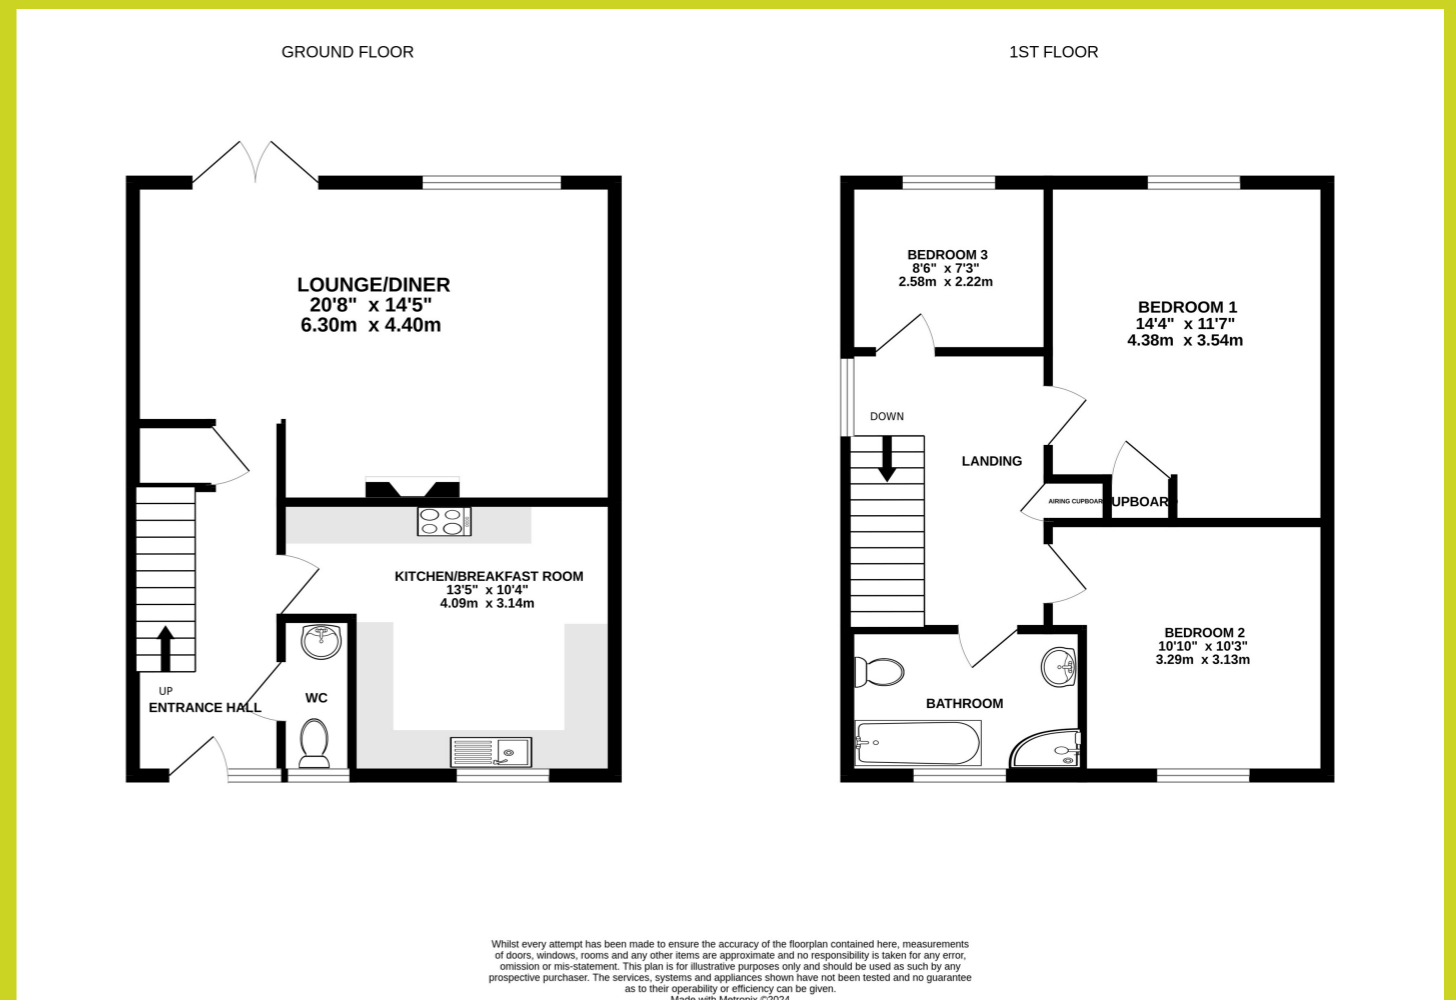 GROUND FLOOR
1ST FLOOR
LOUNGE/DINER
20'8" x 14'5"
6.30m x 4.40m
KITCHEN/BREAKFAST ROOM
13'5" x 10'4"
4.09m x 3.14m
UP
ENTRANCE HALL
WC
BEDROOM 3
8'6" x 7'3"
2.58m x 2.22m
BEDROOM 1
14'4" x 11'7"
4.38m x 3.54m
DOWN
LANDING
AIRING CUPBOAR
UPBOAR
BEDROOM 2
10'10" x 10'3"
3.29m x 3.13m
BATHROOM
Whilst every attempt has been made to ensure the accuracy of the floorplan contained here, measurements
of doors, windows, rooms and any other items are approximate and no responsibility is taken for any error,
omission or mis-statement. This plan is for illustrative purposes only and should be used as such by any
prospective purchaser. The services, systems and appliances shown have not been tested and no guarantee
as to their operability or efficiency can be given.
Made with Metropix ©2024